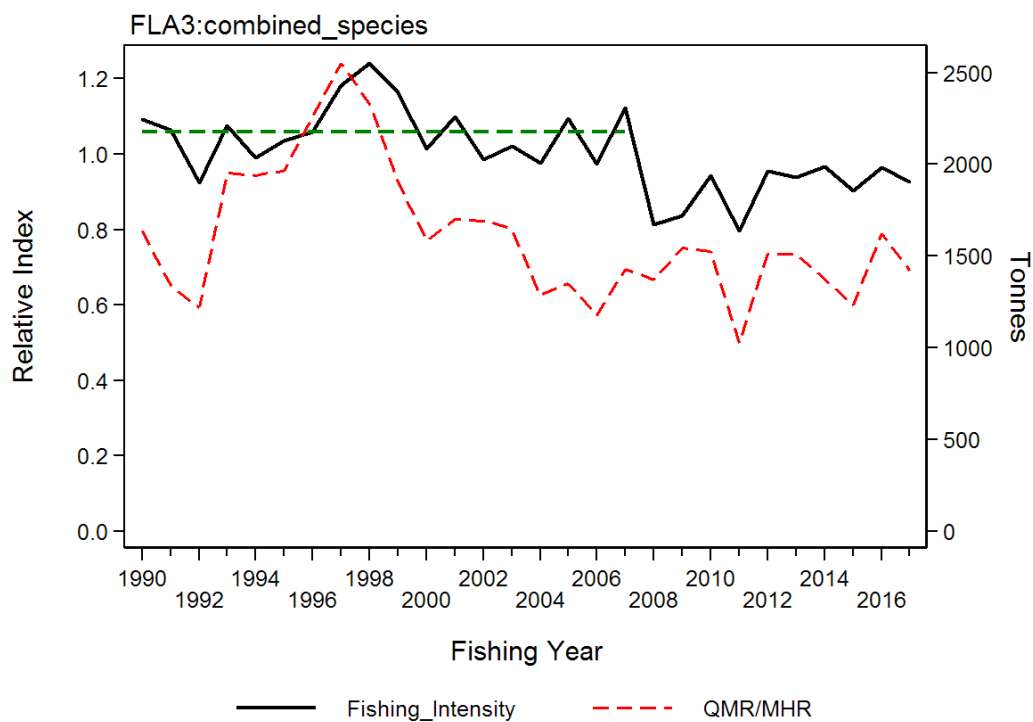 FLA3:combined_species
1.2
1.0
0.8
0.6
0.4
0.2
0.0
Relative Index
2500
2000
1500
1000
500
0
Tonnes
1990 1994 1998 2002 2006 2010 2014
1992 1996 2000 2004 2008 2012 2016
Fishing Year
Fishing_Intensity QMR/MHR